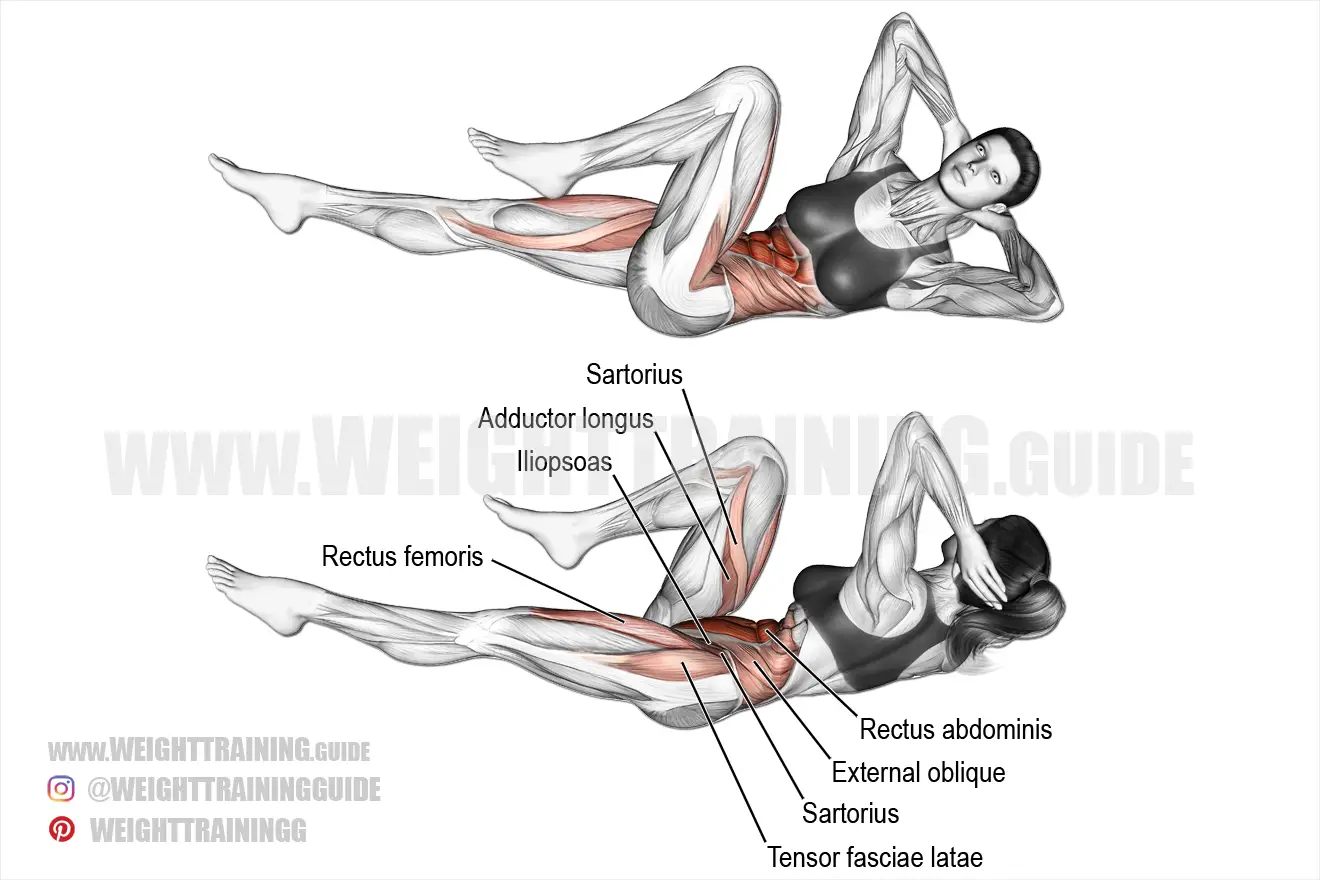 Sartorius
Adductor longus
WWW.WEIGHTTRAINING.GUIDE
Iliopsoas
Rectus femoris
Rectus abdominis
WWW.WEIGHTTRAINING.GUIDE
External oblique
@WEIGHTTRAININGGUIDE
Sartorius
WEIGHTTRAININGG
Tensor fasciae latae